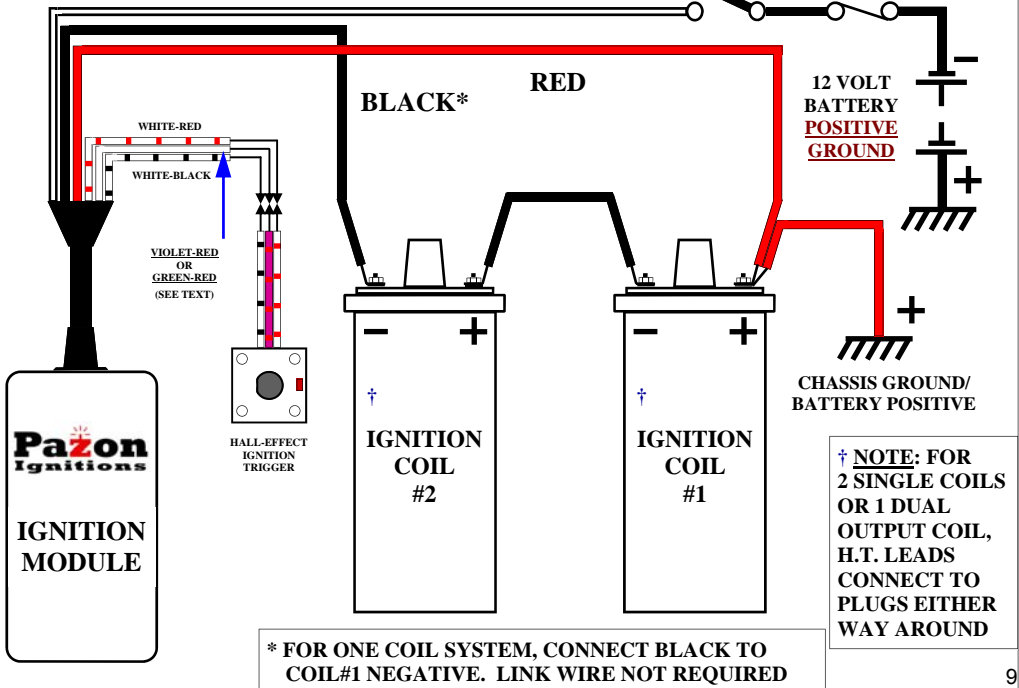 RED
BLACK*
12 VOLT
BATTERY
POSITIVE
GROUND
−
+
WHITE-RED
WHITE-BLACK
VIOLET-RED
OR
GREEN-RED
(SEE TEXT)
HALL-EFFECT
IGNITION
TRIGGER
Pazon
Ignitions
IGNITION
MODULE
− +
†
IGNITION
COIL
#2
− +
†
IGNITION
COIL
#1
+
CHASSIS GROUND/
BATTERY POSITIVE
† NOTE: FOR
2 SINGLE COILS
OR 1 DUAL
OUTPUT COIL,
H.T. LEADS
CONNECT TO
PLUGS EITHER
WAY AROUND
* FOR ONE COIL SYSTEM, CONNECT BLACK TO
COIL#1 NEGATIVE. LINK WIRE NOT REQUIRED
9